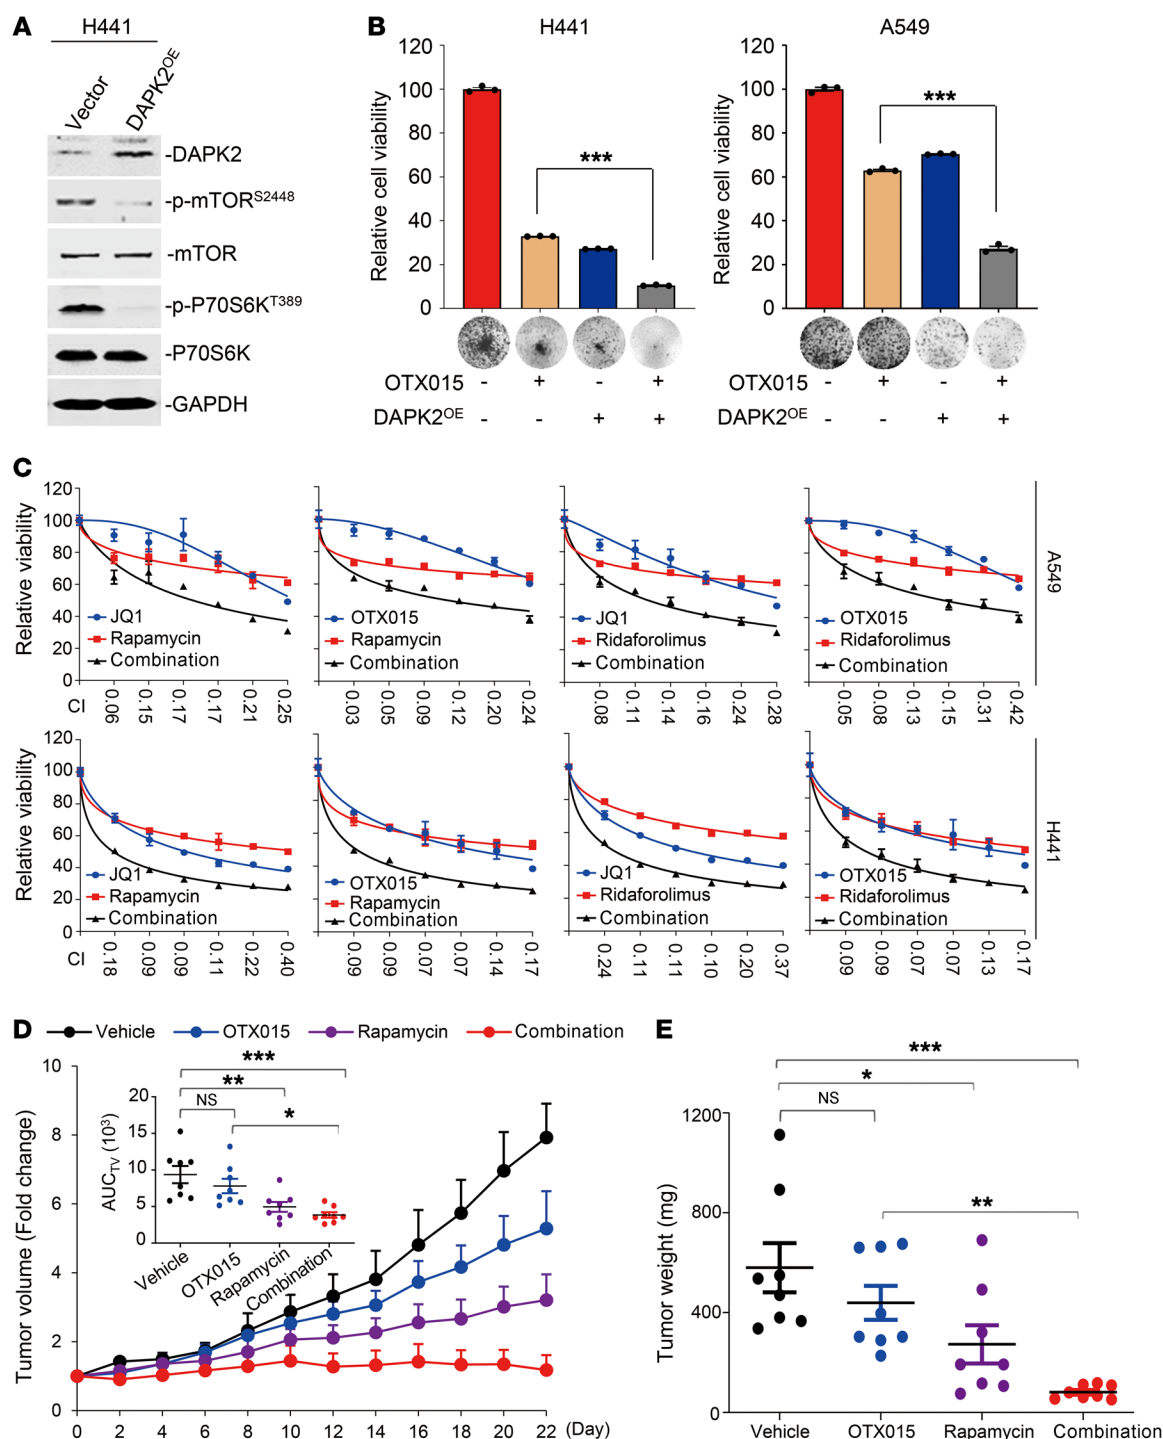 A
H441
Vector
DAPK2OE
-DAPK2
-p-mTORS2448
-mTOR
-p-P70S6KT389
-P70S6K
-GAPDH
B
H441
A549
Relative cell viability
120
100
80
60
40
20
0
***
OTX015 - + - +
DAPK2OE - - + +
Relative cell viability
120
100
80
60
40
20
0
***
OTX015 - + - +
DAPK2OE - - + +
C
Relative viability
120
100
80
60
40
20
0
JQ1
Rapamycin
Combination
CI
0.06 0.15 0.17 0.17 0.21 0.25
OTX015
Rapamycin
Combination
0.03 0.05 0.09 0.12 0.20 0.24
JQ1
Ridaforolimus
Combination
0.08 0.11 0.14 0.16 0.24 0.28
OTX015
Ridaforolimus
Combination
0.05 0.08 0.13 0.15 0.31 0.42
A549
Relative viability
120
100
80
60
40
20
0
JQ1
Rapamycin
Combination
CI
0.18 0.09 0.09 0.11 0.22 0.40
OTX015
Rapamycin
Combination
0.09 0.09 0.07 0.07 0.14 0.17
JQ1
Ridaforolimus
Combination
0.24 0.11 0.11 0.10 0.20 0.37
OTX015
Ridaforolimus
Combination
0.09 0.09 0.07 0.07 0.13 0.17
H441
D
Vehicle OTX015 Rapamycin Combination
Tumor volume (Fold change)
10
8
6
4
2
0
0 2 4 6 8 10 12 14 16 18 20 22 (Day)
AUCTV (103)
20
15
10
5
0
***
**
NS
*
Vehicle
OTX015
Rapamycin
Combination
E
***
*
NS
**
Tumor weight (mg)
1200
800
400
0
Vehicle OTX015 Rapamycin Combination